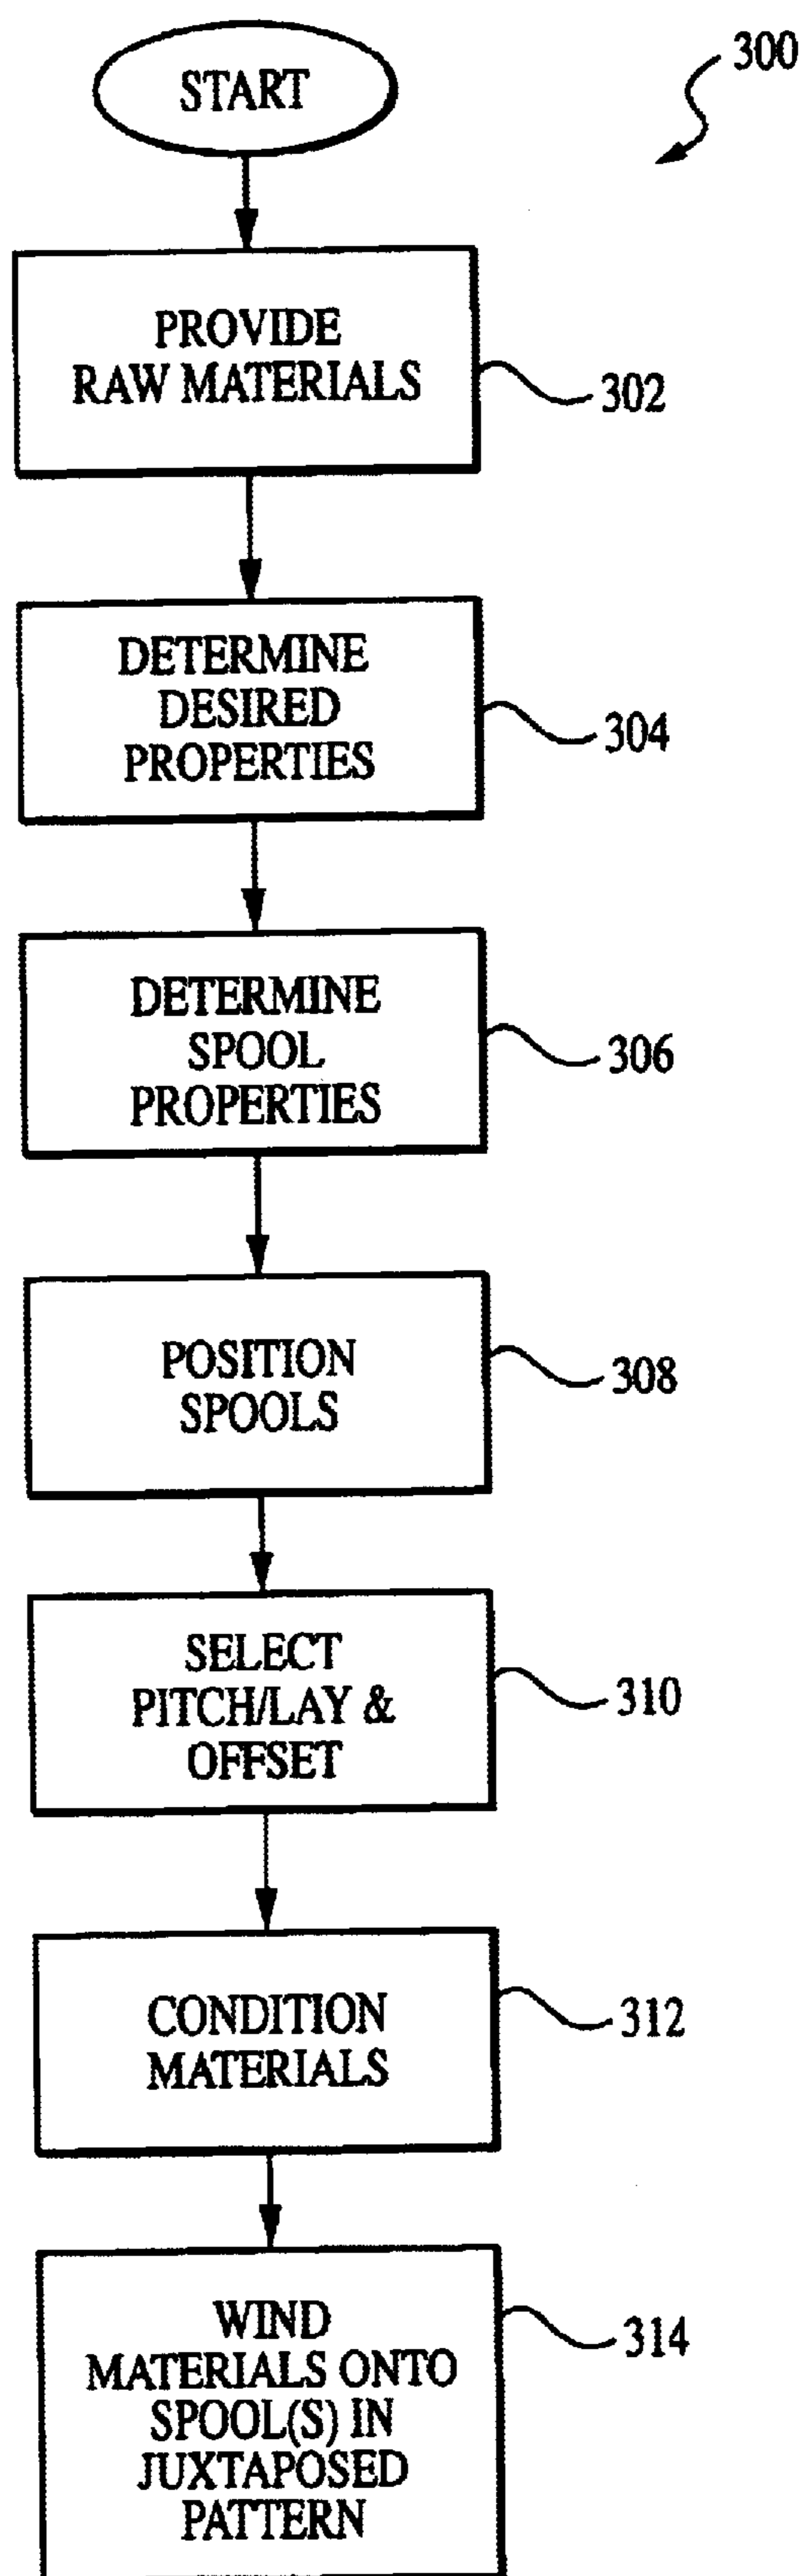 START
300
PROVIDE
RAW MATERIALS
302
DETERMINE
DESIRED
PROPERTIES
304
DETERMINE
SPOOL
PROPERTIES
306
POSITION
SPOOLS
308
SELECT
PITCH/LAY &
OFFSET
310
CONDITION
MATERIALS
312
WIND
MATERIALS ONTO
SPOOL(S) IN
JUXTAPOSED
PATTERN
314